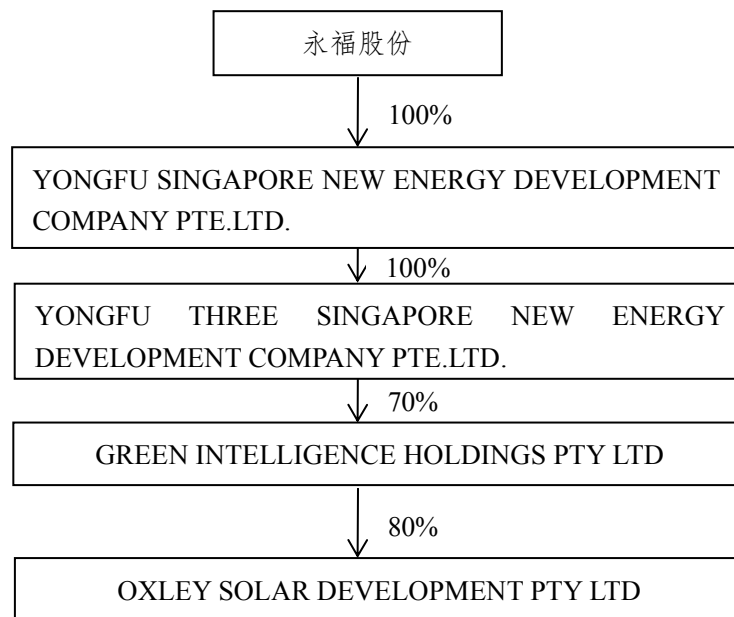 永福股份
100%
YONGFU SINGAPORE NEW ENERGY DEVELOPMENT
COMPANY PTE.LTD.
100%
YONGFU THREE SINGAPORE NEW ENERGY
DEVELOPMENT COMPANY PTE.LTD.
70%
GREEN INTELLIGENCE HOLDINGS PTY LTD
80%
OXLEY SOLAR DEVELOPMENT PTY LTD